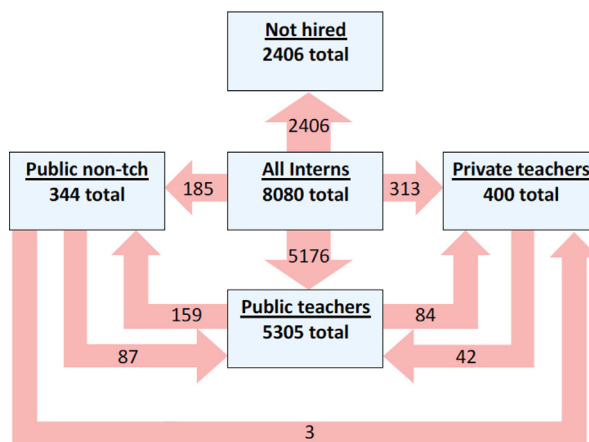 Not hired
2406 total
2406
Public non-tch
344 total
185
All Interns
8080 total
313
Private teachers
400 total
5176
159
Public teachers
5305 total
84
87
42
3